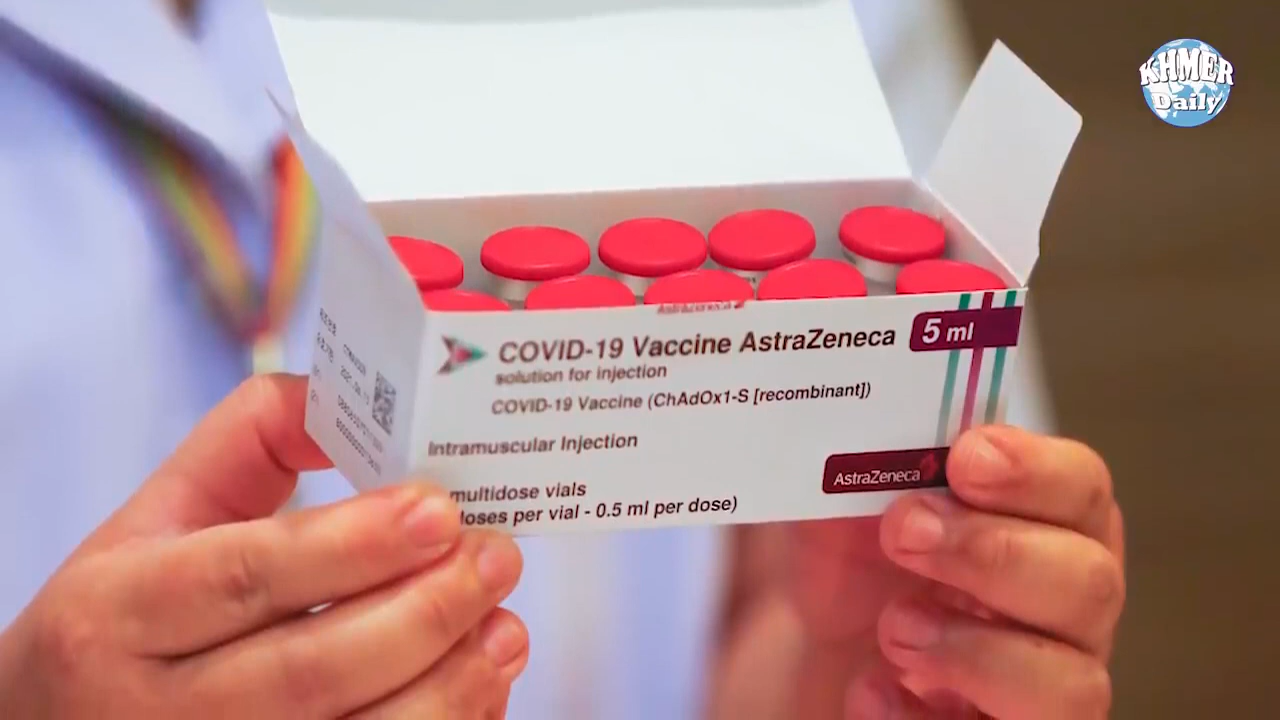 KHMER
Daily
AstraZeneca
COVID-19 Vaccine AstraZeneca
5 ml
solution for injection
COVID-19 Vaccine (ChAdOx1-S [recombinant])
Intramuscular Injection
AstraZeneca
multidose vials
per vial - 0.5 ml per dose)